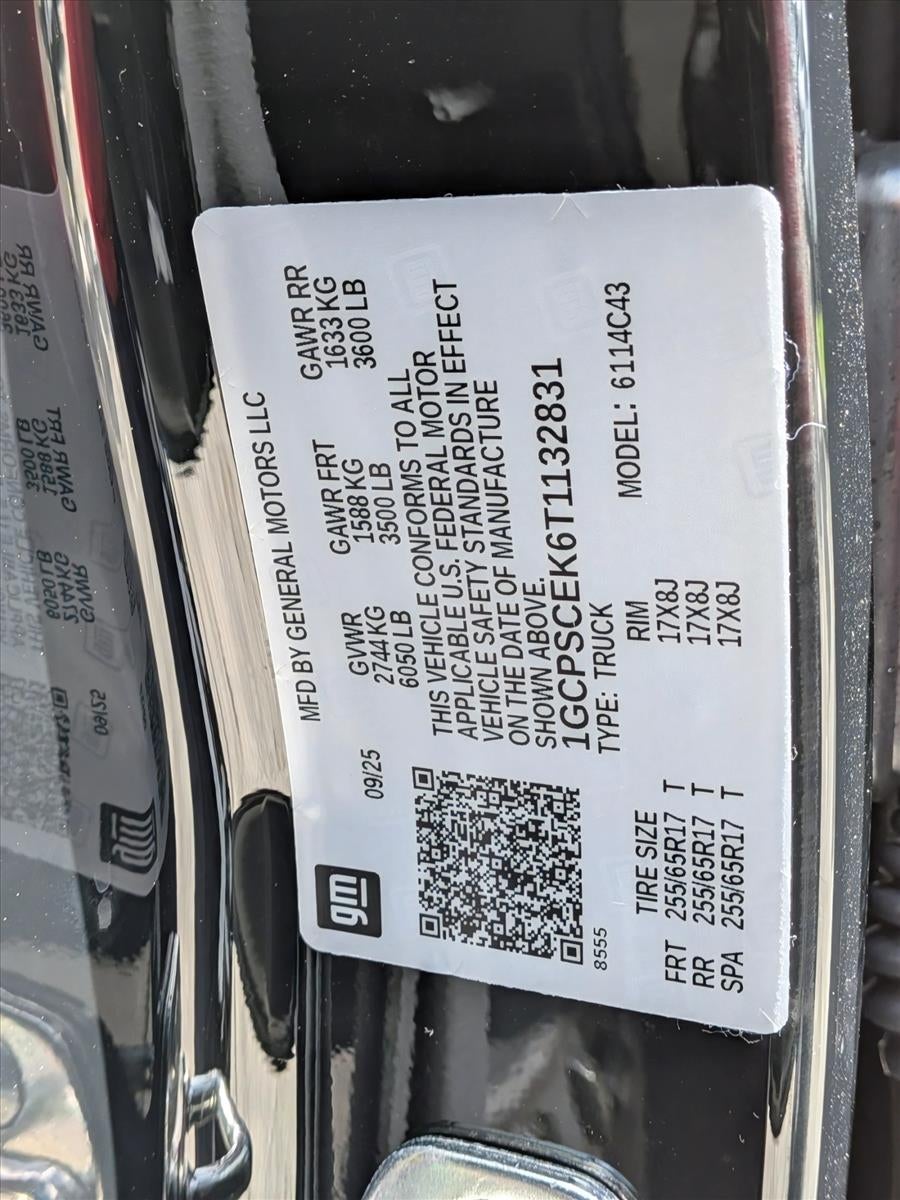 gm
MFD BY GENERAL MOTORS LLC
09/25
GVWR GAWR FRT GAWR RR
2744 KG 1588 KG 1633 KG
6050 LB 3500 LB 3600 LB
THIS VEHICLE CONFORMS TO ALL
APPLICABLE U.S. FEDERAL MOTOR
VEHICLE SAFETY STANDARDS IN EFFECT
ON THE DATE OF MANUFACTURE
SHOWN ABOVE.
1GCPSCEK6T1132831
TYPE: TRUCK MODEL: 6114C43
8555
TIRE SIZE RIM
FRT 255/65R17 T 17X8J
RR 255/65R17 T 17X8J
SPA 255/65R17 T 17X8J